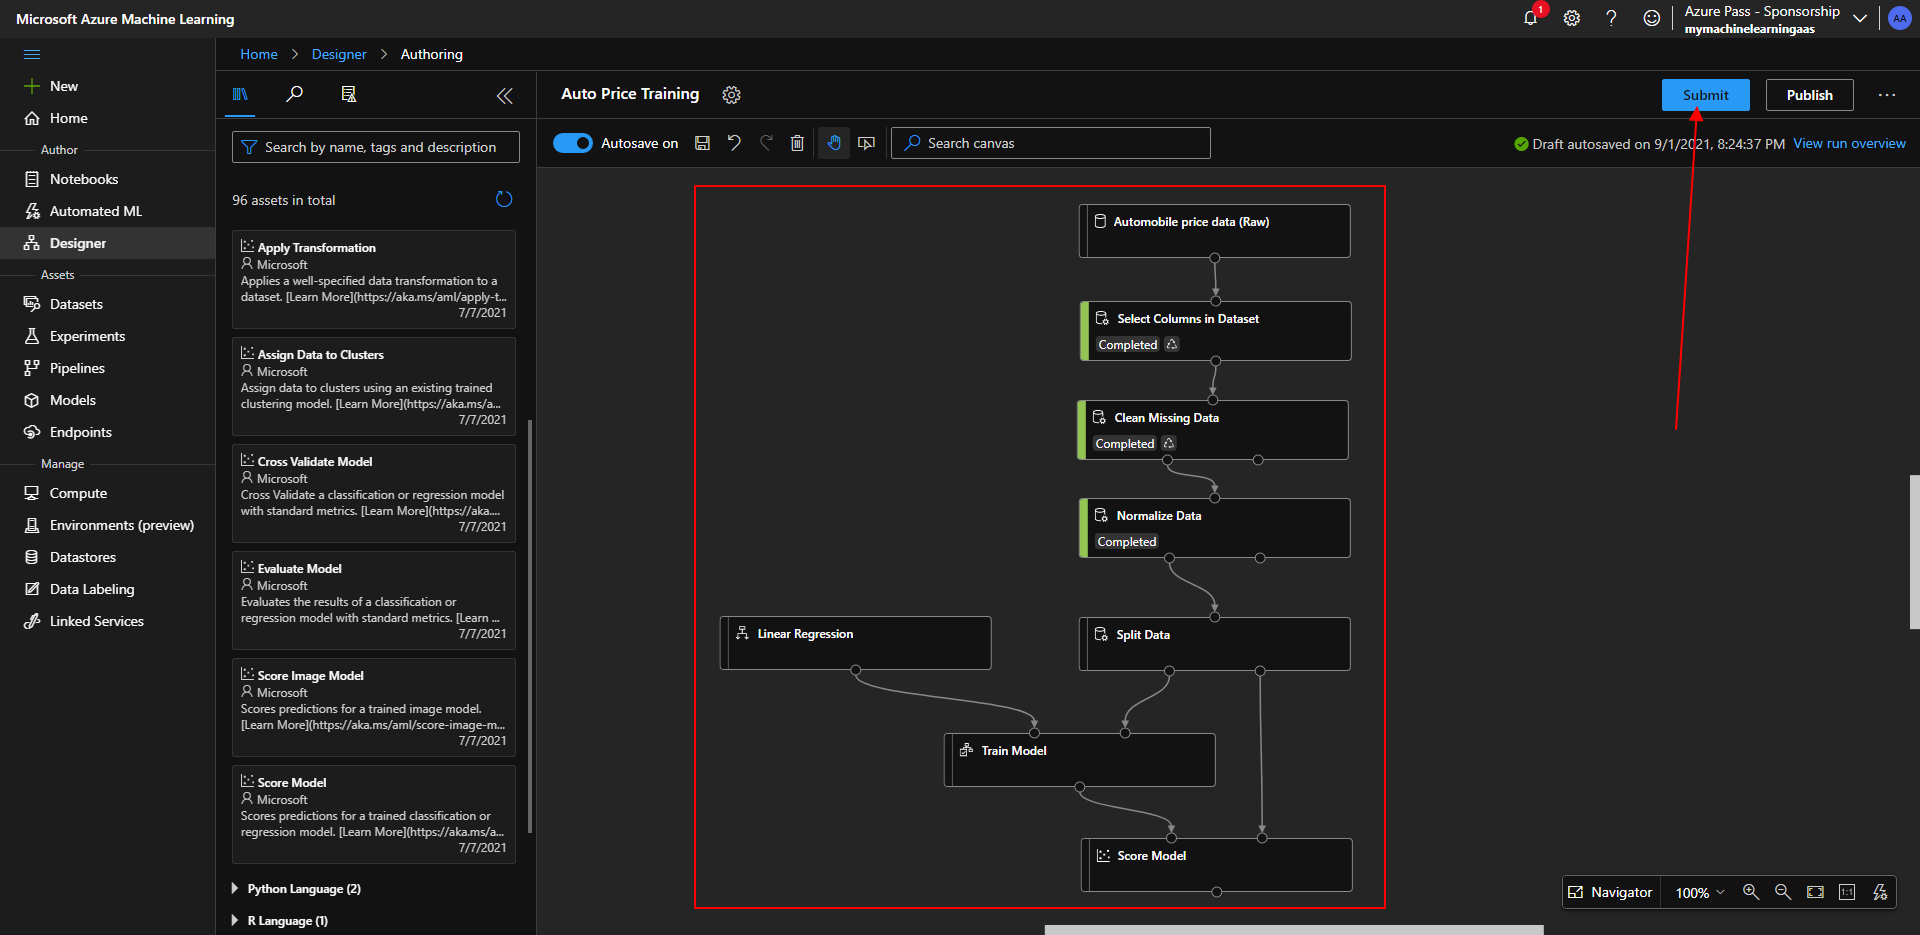 Microsoft Azure Machine Learning
1
Azure Pass - Sponsorship
mymachinelearningaas
AA
New
Home
Author
Notebooks
Automated ML
Designer
Assets
Datasets
Experiments
Pipelines
Models
Endpoints
Manage
Compute
Environments (preview)
Datastores
Data Labeling
Linked Services
Home > Designer > Authoring
Search by name, tags and description
96 assets in total
Apply Transformation
Microsoft
Applies a well-specified data transformation to a
dataset. [Learn More](https://aka.ms/aml/apply-t...
7/7/2021
Assign Data to Clusters
Microsoft
Assign data to clusters using an existing trained
clustering model. [Learn More](https://aka.ms/a...
7/7/2021
Cross Validate Model
Microsoft
Cross Validate a classification or regression model
with standard metrics. [Learn More](https://aka....
7/7/2021
Evaluate Model
Microsoft
Evaluates the results of a classification or
regression model with standard metrics. [Learn ...
7/7/2021
Score Image Model
Microsoft
Scores predictions for a trained image model.
[Learn More](https://aka.ms/aml/score-image-m...
7/7/2021
Score Model
Microsoft
Scores predictions for a trained classification or
regression model. [Learn More](https://aka.ms/a...
7/7/2021
Python Language (2)
R Language (1)
Auto Price Training
Submit
Publish
Autosave on
Search canvas
Draft autosaved on 9/1/2021, 8:24:37 PM View run overview
Automobile price data (Raw)
Select Columns in Dataset
Completed
Clean Missing Data
Completed
Normalize Data
Completed
Linear Regression
Split Data
Train Model
Score Model
Navigator
100%
1:1